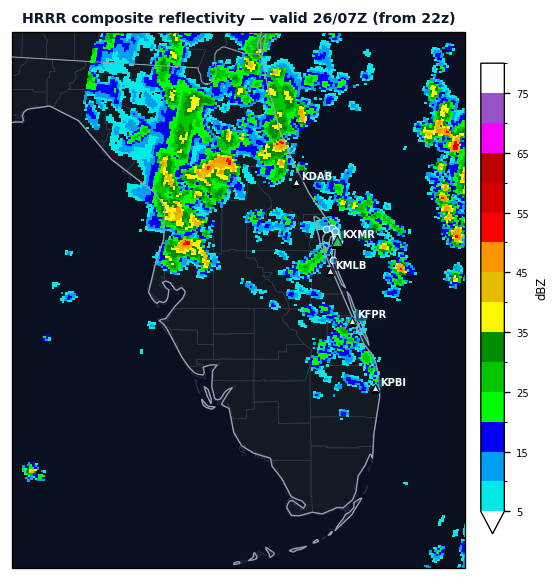 HRRR composite reflectivity — valid 26/07Z (from 22z)
KDAB
KXMR
KMLB
KFPR
KPBI
75
65
55
45
35
25
15
5
dBZ